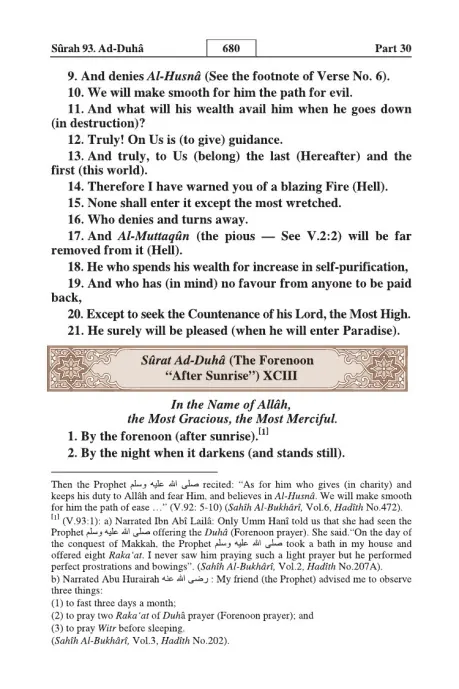 Sûrah 93. Ad-Duhâ 680 Part 30
9. And denies Al-Husnâ (See the footnote of Verse No. 6).
10. We will make smooth for him the path for evil.
11. And what will his wealth avail him when he goes down
(in destruction)?
12. Truly! On Us is (to give) guidance.
13. And truly, to Us (belong) the last (Hereafter) and the
first (this world).
14. Therefore I have warned you of a blazing Fire (Hell).
15. None shall enter it except the most wretched.
16. Who denies and turns away.
17. And Al-Muttaqûn (the pious — See V.2:2) will be far
removed from it (Hell).
18. He who spends his wealth for increase in self-purification,
19. And who has (in mind) no favour from anyone to be paid
back,
20. Except to seek the Countenance of his Lord, the Most High.
21. He surely will be pleased (when he will enter Paradise).
Sûrat Ad-Duhâ (The Forenoon
“After Sunrise”) XCIII
In the Name of Allâh,
the Most Gracious, the Most Merciful.
1. By the forenoon (after sunrise).[1]
2. By the night when it darkens (and stands still).
Then the Prophet صلى الله عليه وسلم recited: “As for him who gives (in charity) and
keeps his duty to Allâh and fear Him, and believes in Al-Husnâ. We will make smooth
for him the path of ease …” (V.92: 5-10) (Sahîh Al-Bukhârî, Vol.6, Hadîth No.472).
[1] (V.93:1): a) Narrated Ibn Abî Lailâ: Only Umm Hanî told us that she had seen the
Prophet صلى الله عليه وسلم offering the Duhâ (Forenoon prayer). She said.“On the day of
the conquest of Makkah, the Prophet صلى الله عليه وسلم took a bath in my house and
offered eight Raka‘at. I never saw him praying such a light prayer but he performed
perfect prostrations and bowings”. (Sahîh Al-Bukhârî, Vol.2, Hadîth No.207A).
b) Narrated Abu Hurairah رضى الله عنه : My friend (the Prophet) advised me to observe
three things:
(1) to fast three days a month;
(2) to pray two Raka‘at of Duhâ prayer (Forenoon prayer); and
(3) to pray Witr before sleeping.
(Sahîh Al-Bukhârî, Vol.3, Hadîth No.202).